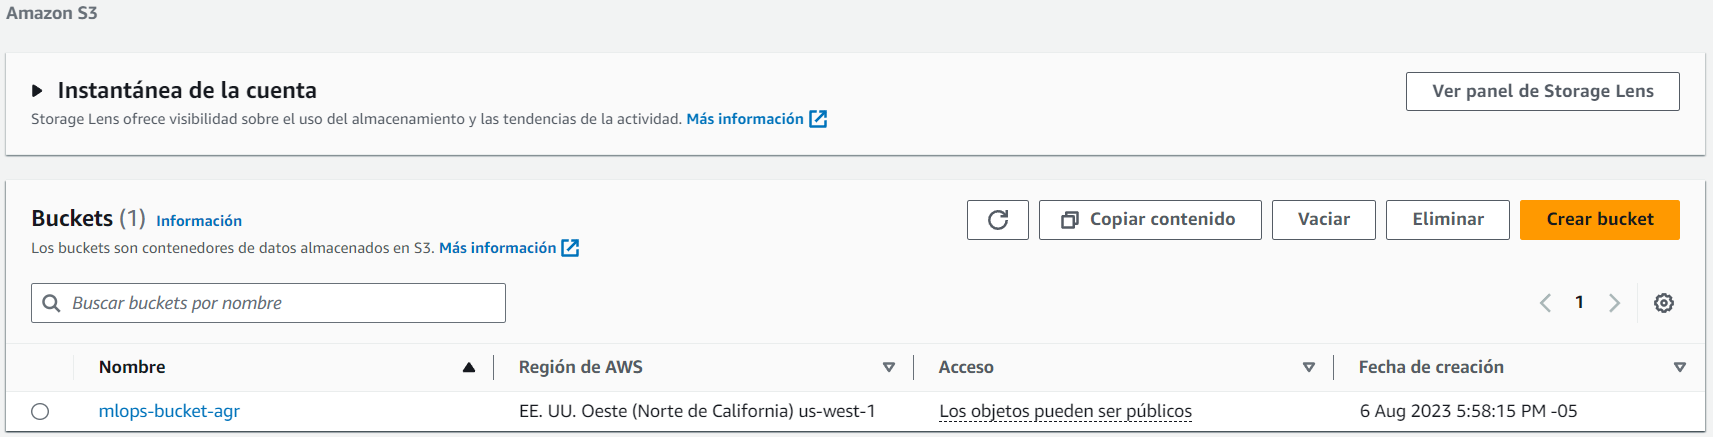 Amazon S3
Instantánea de la cuenta
Ver panel de Storage Lens
Storage Lens ofrece visibilidad sobre el uso del almacenamiento y las tendencias de la actividad. Más información
Buckets (1) Información
Copiar contenido Vaciar Eliminar Crear bucket
Los buckets son contenedores de datos almacenados en S3. Más información
Buscar buckets por nombre
1
Nombre Región de AWS Acceso Fecha de creación
mlops-bucket-agr EE. UU. Oeste (Norte de California) us-west-1 Los objetos pueden ser públicos 6 Aug 2023 5:58:15 PM -05